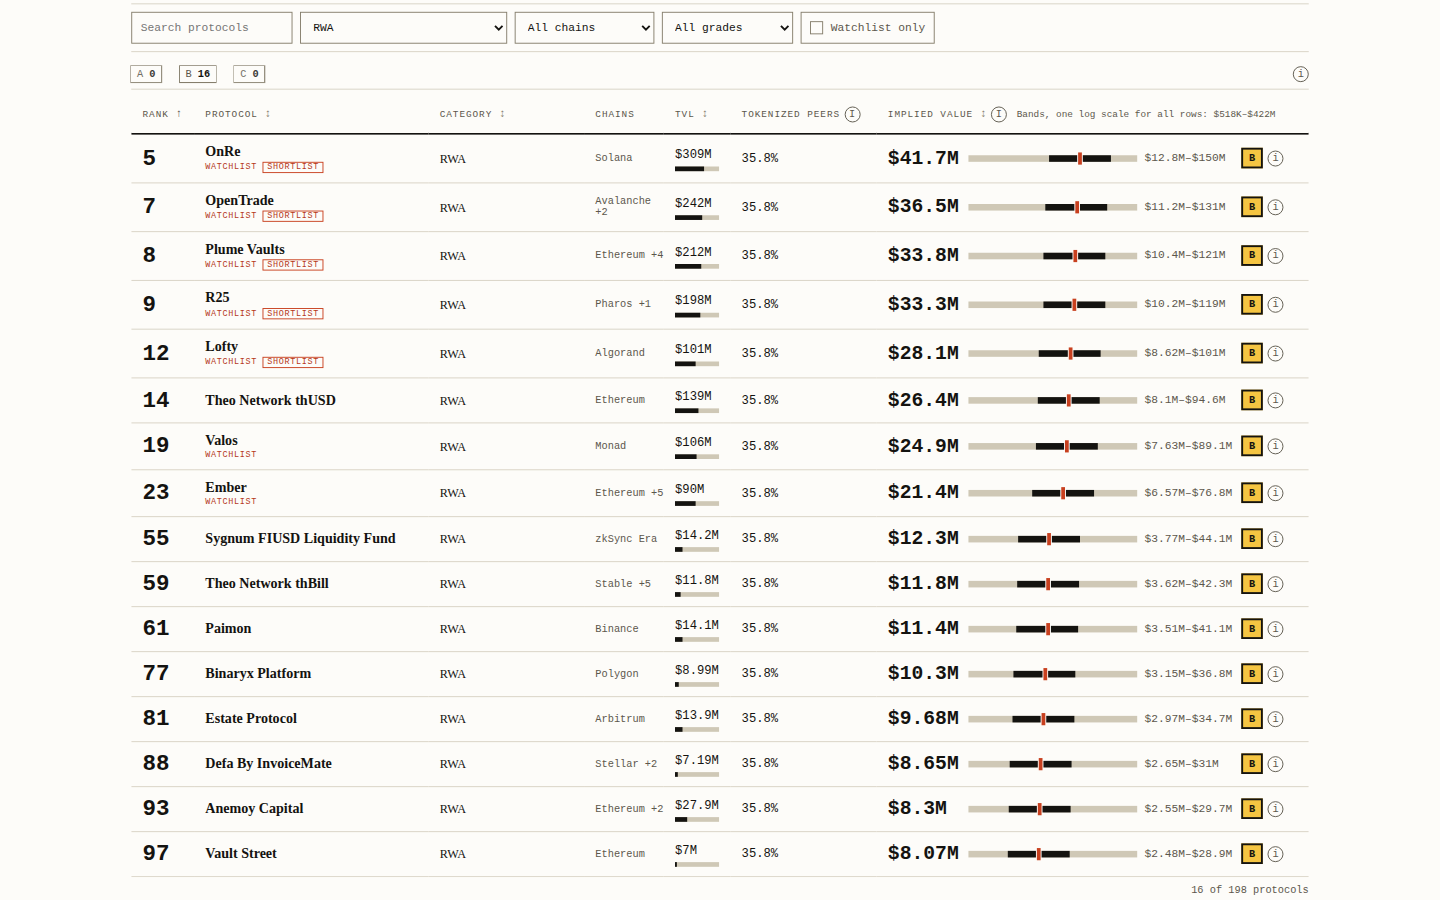 Search protocols RWA All chains All grades Watchlist only
A 0 B 16 C 0 i
RANK ↑ PROTOCOL ↕ CATEGORY ↕ CHAINS TVL ↕ TOKENIZED PEERS I IMPLIED VALUE ↕ I Bands, one log scale for all rows: $518K–$422M
5 OnRe WATCHLIST SHORTLIST RWA Solana $309M 35.8% $41.7M $12.8M–$150M B i
7 OpenTrade WATCHLIST SHORTLIST RWA Avalanche +2 $242M 35.8% $36.5M $11.2M–$131M B i
8 Plume Vaults WATCHLIST SHORTLIST RWA Ethereum +4 $212M 35.8% $33.8M $10.4M–$121M B i
9 R25 WATCHLIST SHORTLIST RWA Pharos +1 $198M 35.8% $33.3M $10.2M–$119M B i
12 Lofty WATCHLIST SHORTLIST RWA Algorand $101M 35.8% $28.1M $8.62M–$101M B i
14 Theo Network thUSD RWA Ethereum $139M 35.8% $26.4M $8.1M–$94.6M B i
19 Valos WATCHLIST RWA Monad $106M 35.8% $24.9M $7.63M–$89.1M B i
23 Ember WATCHLIST RWA Ethereum +5 $90M 35.8% $21.4M $6.57M–$76.8M B i
55 Sygnum FIUSD Liquidity Fund RWA zkSync Era $14.2M 35.8% $12.3M $3.77M–$44.1M B i
59 Theo Network thBill RWA Stable +5 $11.8M 35.8% $11.8M $3.62M–$42.3M B i
61 Paimon RWA Binance $14.1M 35.8% $11.4M $3.51M–$41.1M B i
77 Binaryx Platform RWA Polygon $8.99M 35.8% $10.3M $3.15M–$36.8M B i
81 Estate Protocol RWA Arbitrum $13.9M 35.8% $9.68M $2.97M–$34.7M B i
88 Defa By InvoiceMate RWA Stellar +2 $7.19M 35.8% $8.65M $2.65M–$31M B i
93 Anemoy Capital RWA Ethereum +2 $27.9M 35.8% $8.3M $2.55M–$29.7M B i
97 Vault Street RWA Ethereum $7M 35.8% $8.07M $2.48M–$28.9M B i
16 of 198 protocols